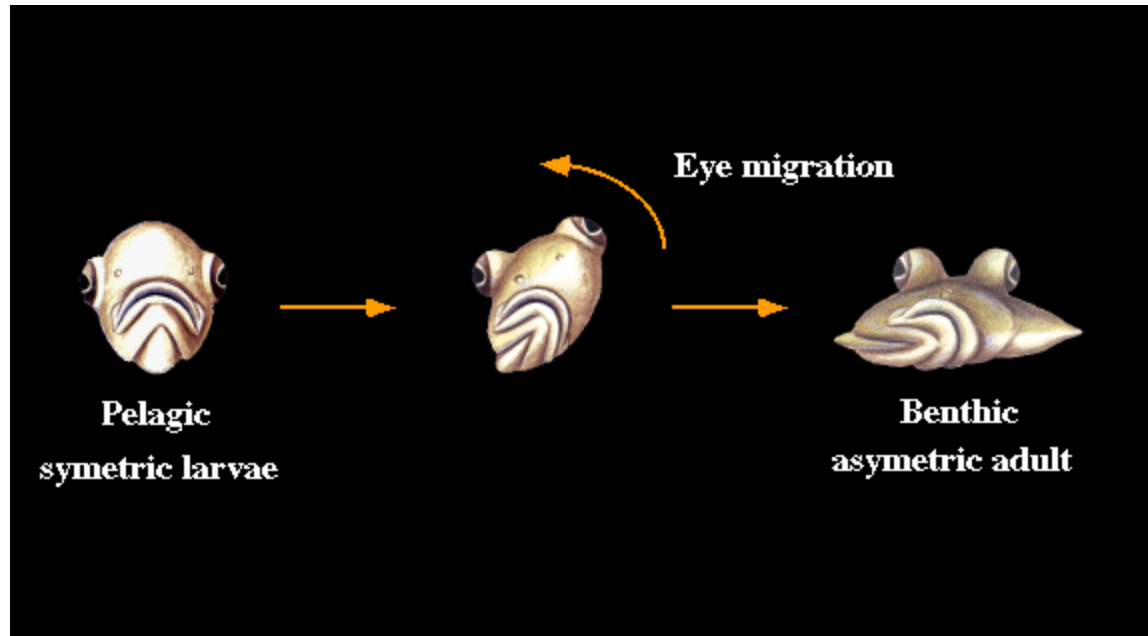 Eye migration
Pelagic
symetric larvae
Benthic
asymetric adult